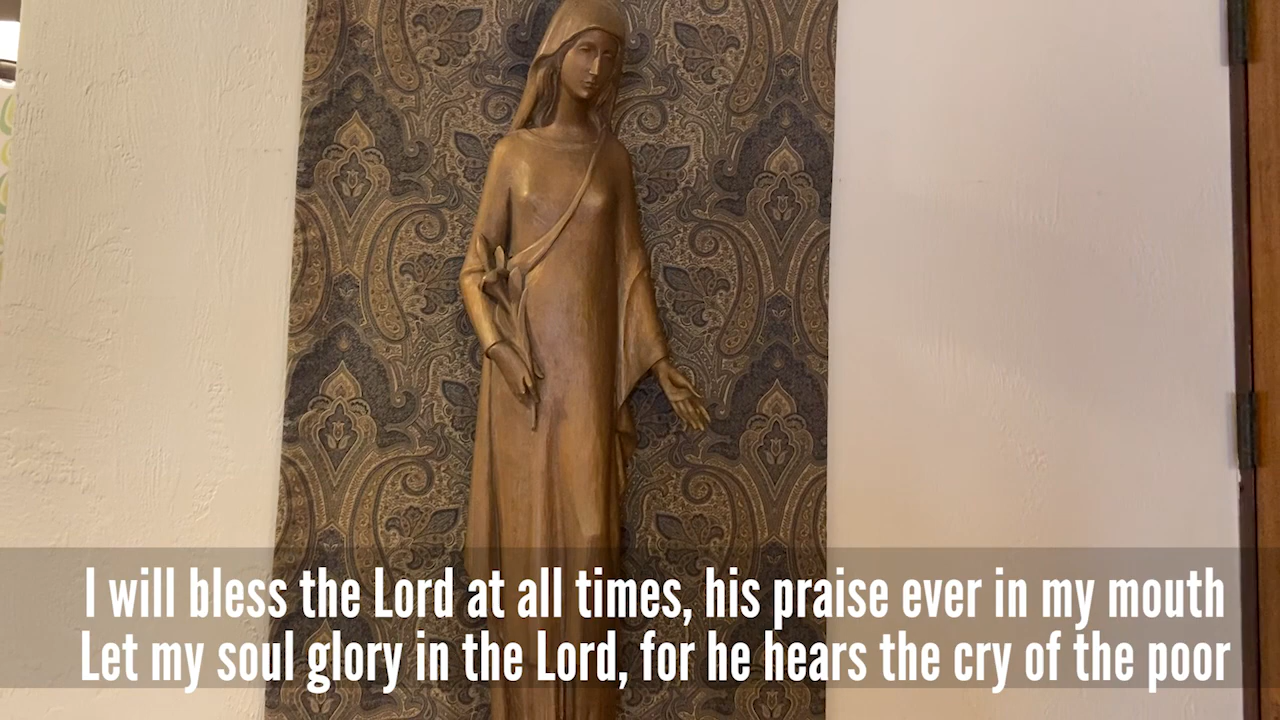 I will bless the Lord at all times, his praise ever in my mouth
Let my soul glory in the Lord, for he hears the cry of the poor